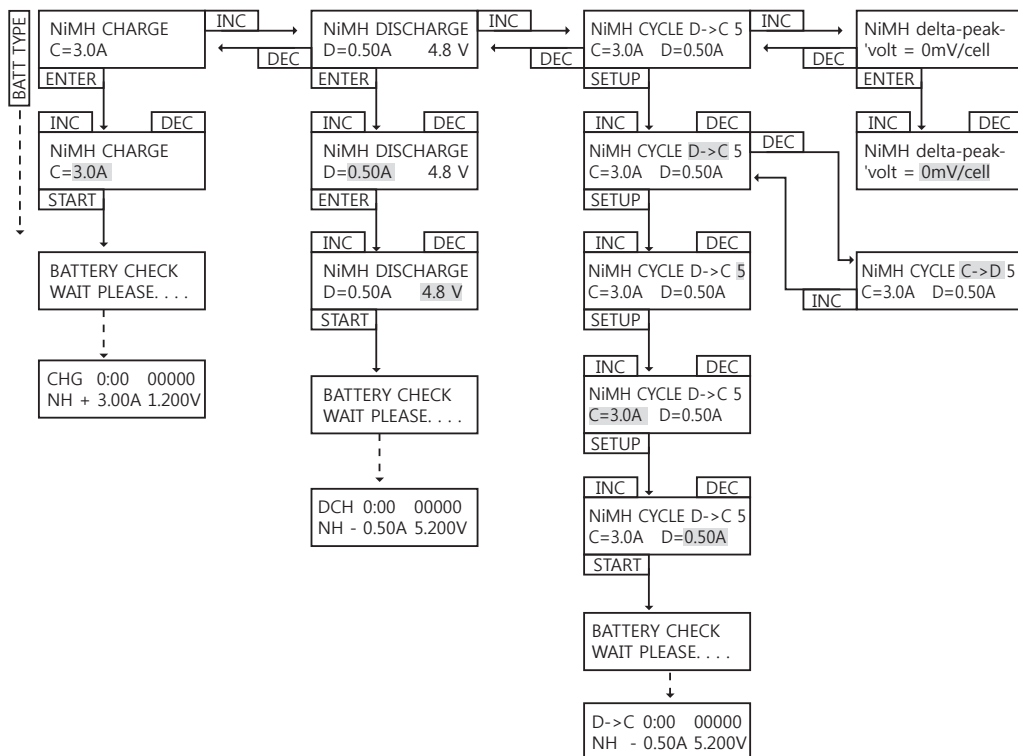 BATT TYPE
NiMH CHARGE
C=3.0A
INC
DEC
NiMH DISCHARGE
D=0.50A 4.8 V
INC
DEC
NiMH CYCLE D->C 5
C=3.0A D=0.50A
INC
DEC
NiMH delta-peak-
'volt = 0mV/cell
ENTER
ENTER
SETUP
ENTER
INC DEC
NiMH CHARGE
C=3.0A
START
INC DEC
NiMH DISCHARGE
D=0.50A 4.8 V
ENTER
DEC
NiMH CYCLE D->C 5
C=3.0A D=0.50A
SETUP
DEC
INC DEC
NiMH delta-peak-
'volt = 0mV/cell
BATTERY CHECK
WAIT PLEASE. . . .
INC DEC
NiMH DISCHARGE
D=0.50A 4.8 V
START
INC DEC
NiMH CYCLE D->C 5
C=3.0A D=0.50A
SETUP
NiMH CYCLE C->D 5
C=3.0A D=0.50A
INC
CHG 0:00 00000
NH + 3.00A 1.200V
BATTERY CHECK
WAIT PLEASE. . . .
INC DEC
NiMH CYCLE D->C 5
C=3.0A D=0.50A
SETUP
DCH 0:00 00000
NH - 0.50A 5.200V
INC DEC
NiMH CYCLE D->C 5
C=3.0A D=0.50A
START
BATTERY CHECK
WAIT PLEASE. . . .
D->C 0:00 00000
NH - 0.50A 5.200V